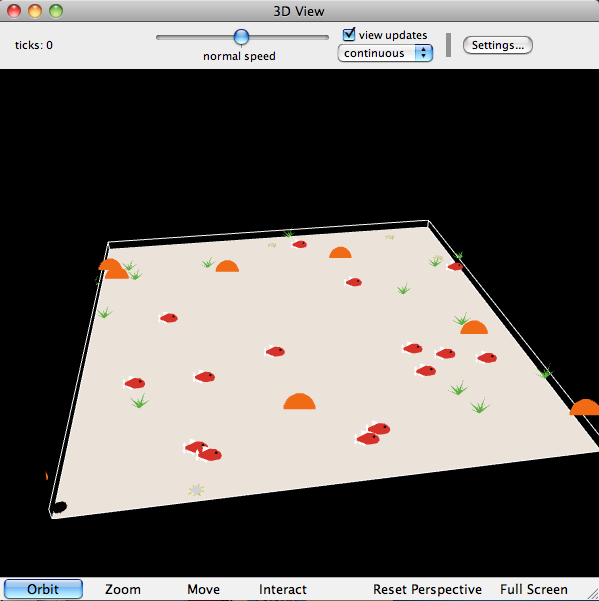 3D View
ticks: 0
normal speed
view updates
continuous
Settings...
Orbit Zoom Move Interact Reset Perspective Full Screen